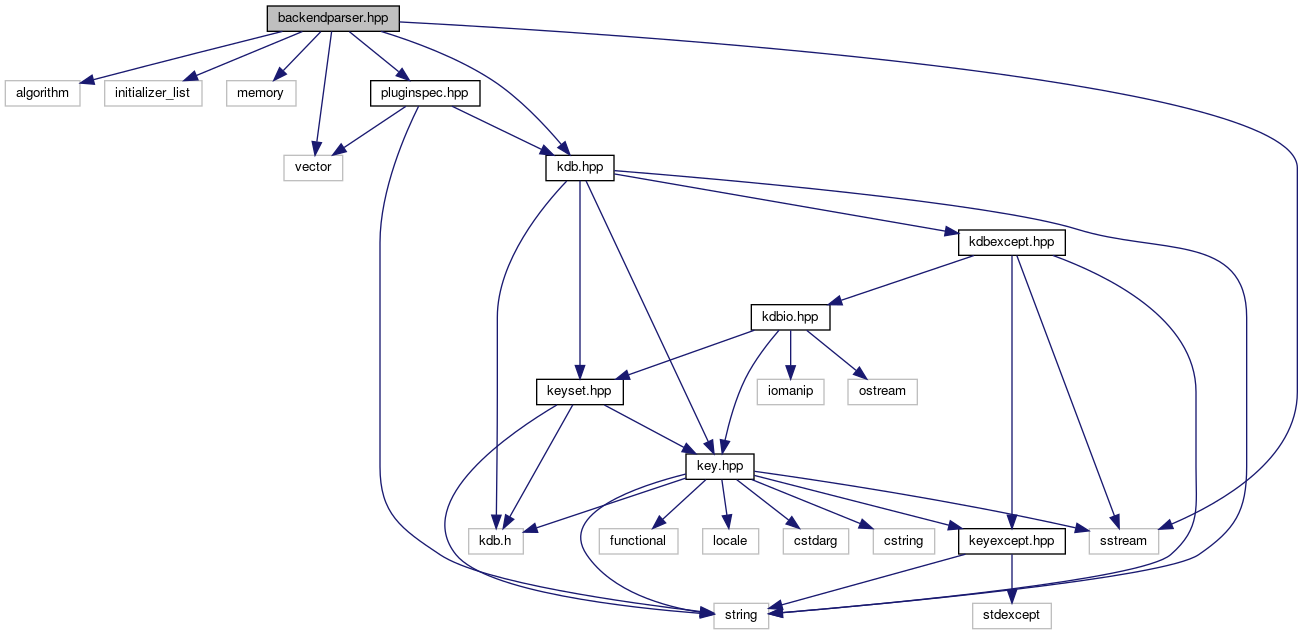 backendparser.hpp
algorithm
initializer_list
memory
pluginspec.hpp
vector
kdb.hpp
kdbexcept.hpp
kdbio.hpp
keyset.hpp
iomanip
ostream
key.hpp
kdb.h
functional
locale
cstdarg
cstring
keyexcept.hpp
sstream
string
stdexcept